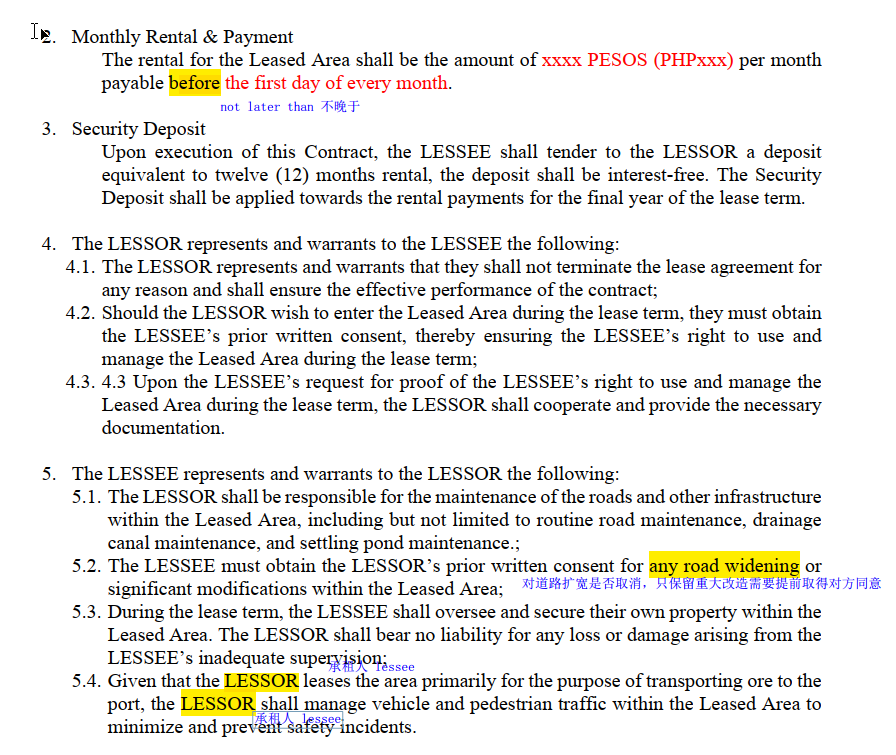 2. Monthly Rental & Payment
The rental for the Leased Area shall be the amount of xxxx PESOS (PHPxxx) per month
payable before the first day of every month.
not later than 不晚于
3. Security Deposit
Upon execution of this Contract, the LESSEE shall tender to the LESSOR a deposit
equivalent to twelve (12) months rental, the deposit shall be interest-free. The Security
Deposit shall be applied towards the rental payments for the final year of the lease term.
4. The LESSOR represents and warrants to the LESSEE the following:
4.1. The LESSOR represents and warrants that they shall not terminate the lease agreement for
any reason and shall ensure the effective performance of the contract;
4.2. Should the LESSOR wish to enter the Leased Area during the lease term, they must obtain
the LESSEE’s prior written consent, thereby ensuring the LESSEE’s right to use and
manage the Leased Area during the lease term;
4.3. 4.3 Upon the LESSEE’s request for proof of the LESSEE’s right to use and manage the
Leased Area during the lease term, the LESSOR shall cooperate and provide the necessary
documentation.
5. The LESSEE represents and warrants to the LESSOR the following:
5.1. The LESSOR shall be responsible for the maintenance of the roads and other infrastructure
within the Leased Area, including but not limited to routine road maintenance, drainage
canal maintenance, and settling pond maintenance.;
5.2. The LESSEE must obtain the LESSOR’s prior written consent for any road widening or
significant modifications within the Leased Area;
对道路扩宽是否取消，只保留重大改造需要提前取得对方同意
5.3. During the lease term, the LESSEE shall oversee and secure their own property within the
Leased Area. The LESSOR shall bear no liability for any loss or damage arising from the
LESSEE’s inadequate supervision;
承租人 lessee
5.4. Given that the LESSOR leases the area primarily for the purpose of transporting ore to the
port, the LESSOR shall manage vehicle and pedestrian traffic within the Leased Area to
承租人 lessee
minimize and prevent safety incidents.